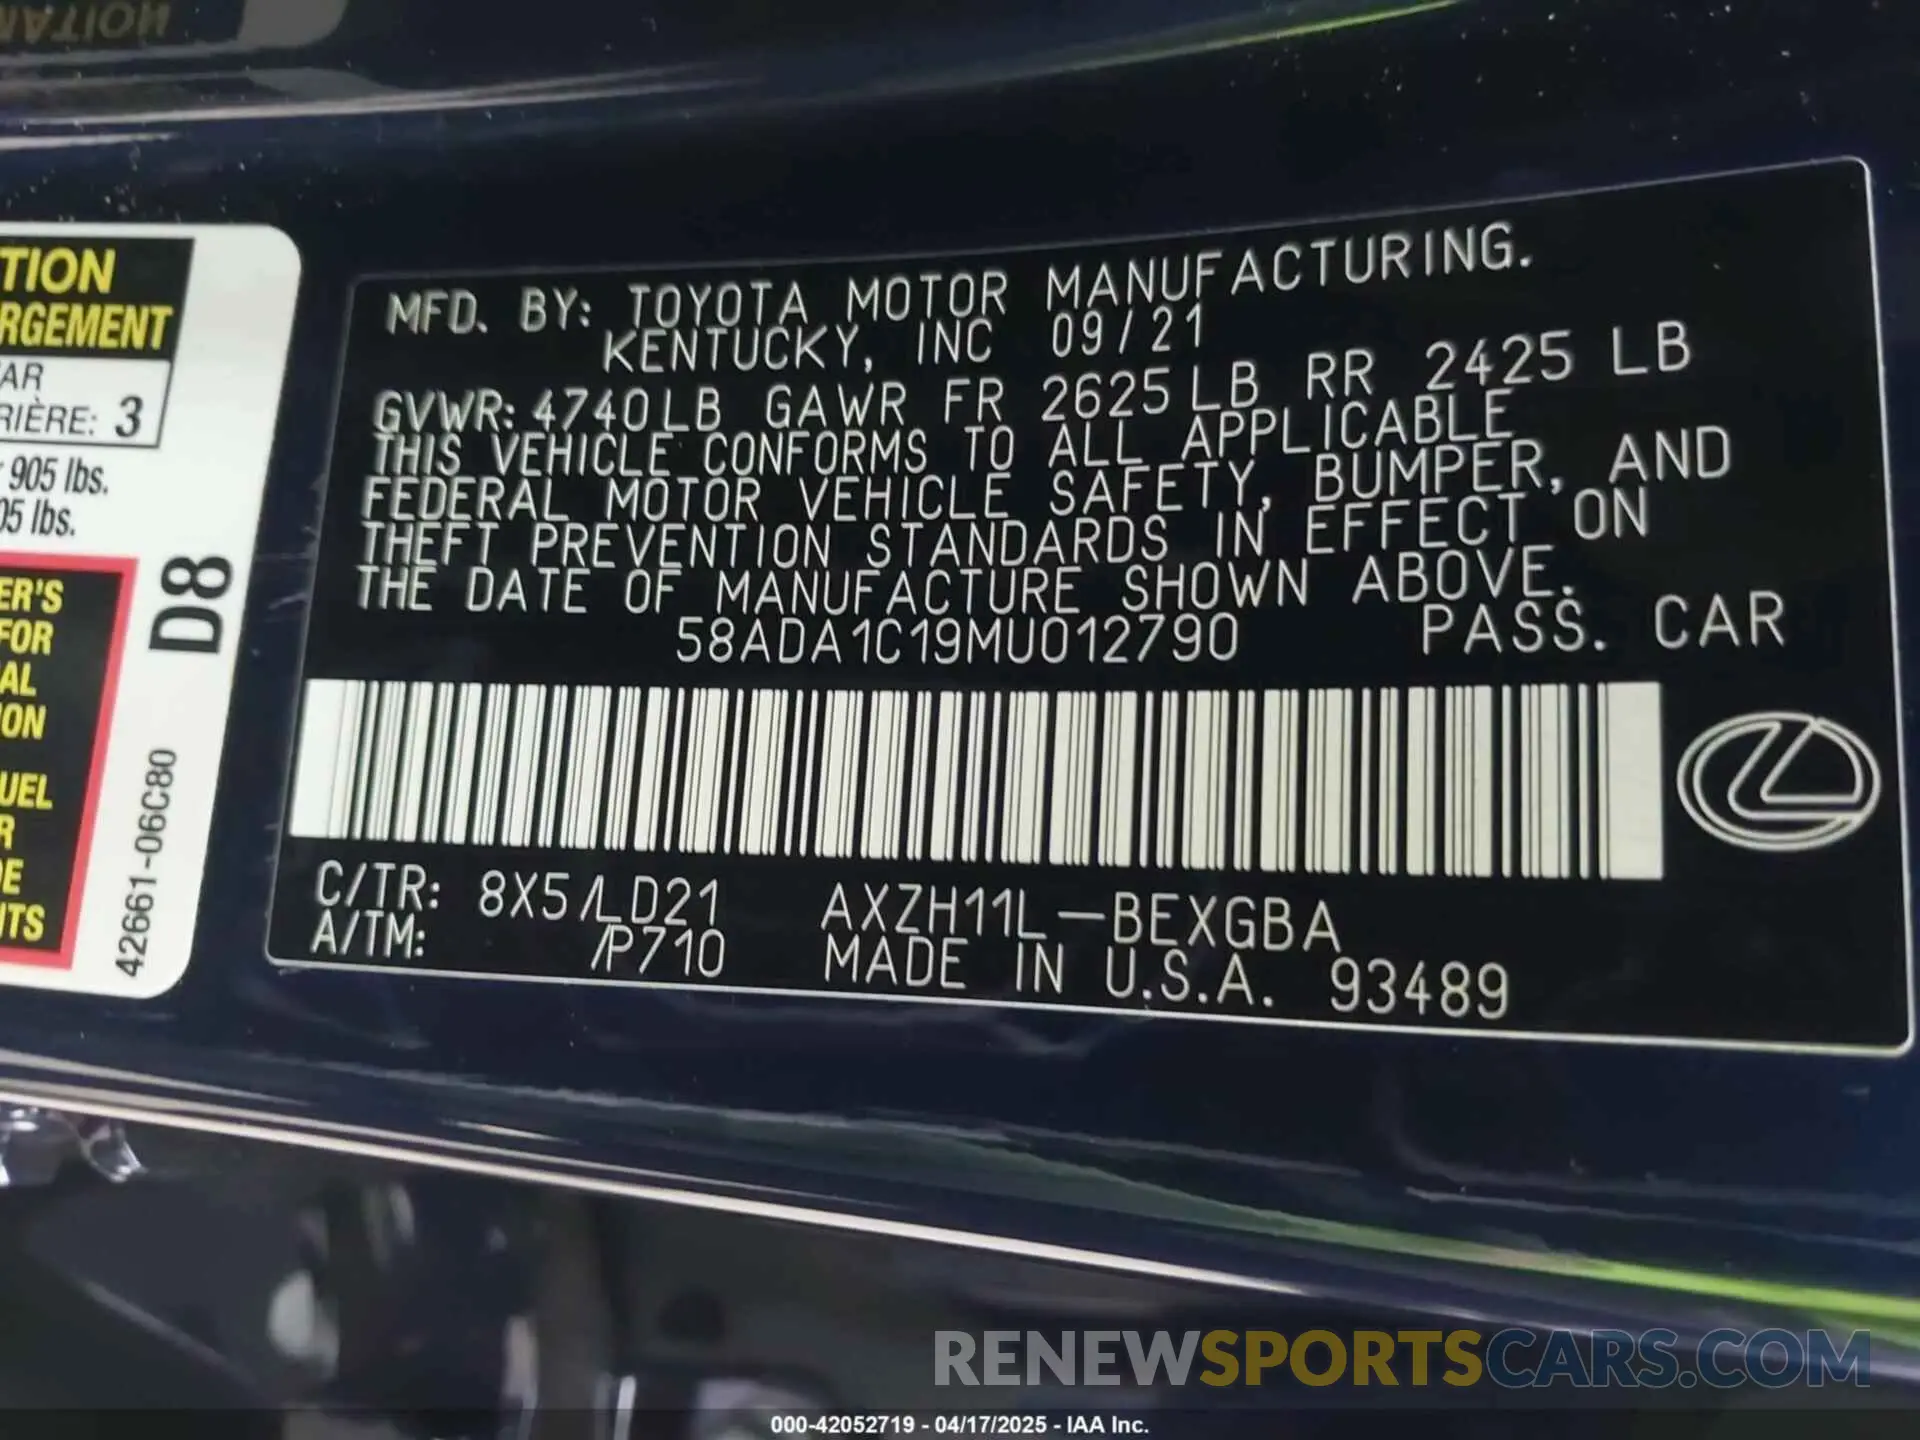 TION
RGEMENT
AR
RIÈRE: 3
905 lbs.
05 lbs.
ER'S
FOR
AL
ION
UEL
R
DE
NTS
D8
42661-06C80
MFD. BY: TOYOTA MOTOR MANUFACTURING.
KENTUCKY, INC 09/21
GVWR: 4740LB GAWR FR 2625LB RR 2425 LB
THIS VEHICLE CONFORMS TO ALL APPLICABLE
FEDERAL MOTOR VEHICLE SAFETY, BUMPER, AND
THEFT PREVENTION STANDARDS IN EFFECT ON
THE DATE OF MANUFACTURE SHOWN ABOVE.
58ADA1C19MU012790 PASS. CAR
C/TR: 8X5/LD21 AXZH11L-BEXGBA
A/TM: /P710 MADE IN U.S.A. 93489
RENEWSPORTSCARS.COM
000-42052719 - 04/17/2025 - IAA Inc.